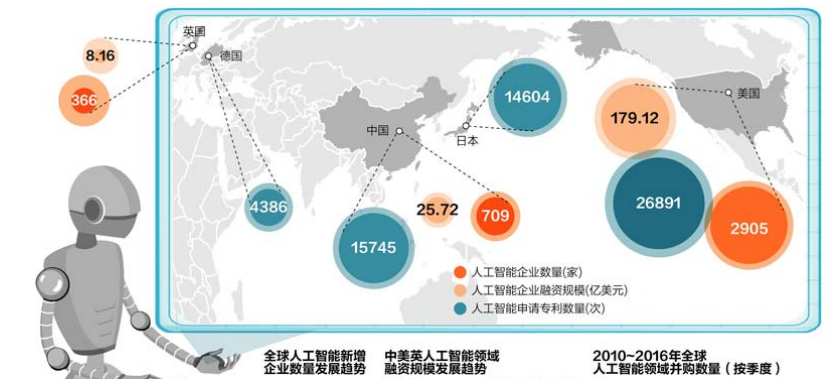 英国
8.16
德国
366
14604
179.12
美国
中国
日本
4386
25.72
709
26891
2905
15745
人工智能企业数量(家)
人工智能企业融资规模(亿美元)
人工智能申请专利数量(次)
全球人工智能新增
企业数量发展趋势
中美英人工智能领域
融资规模发展趋势
2010~2016年全球
人工智能领域并购数量（按季度）